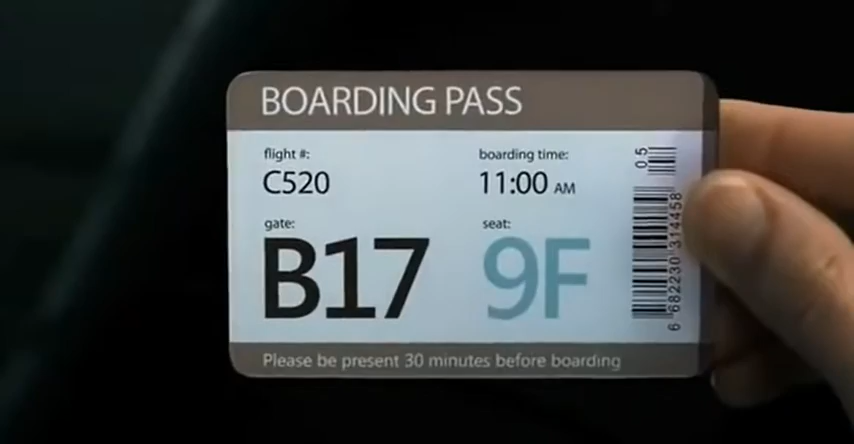 BOARDING PASS
flight #:
C520
boarding time:
11:00 AM
gate:
B17
seat:
9F
05
6 682230 314458
Please be present 30 minutes before boarding